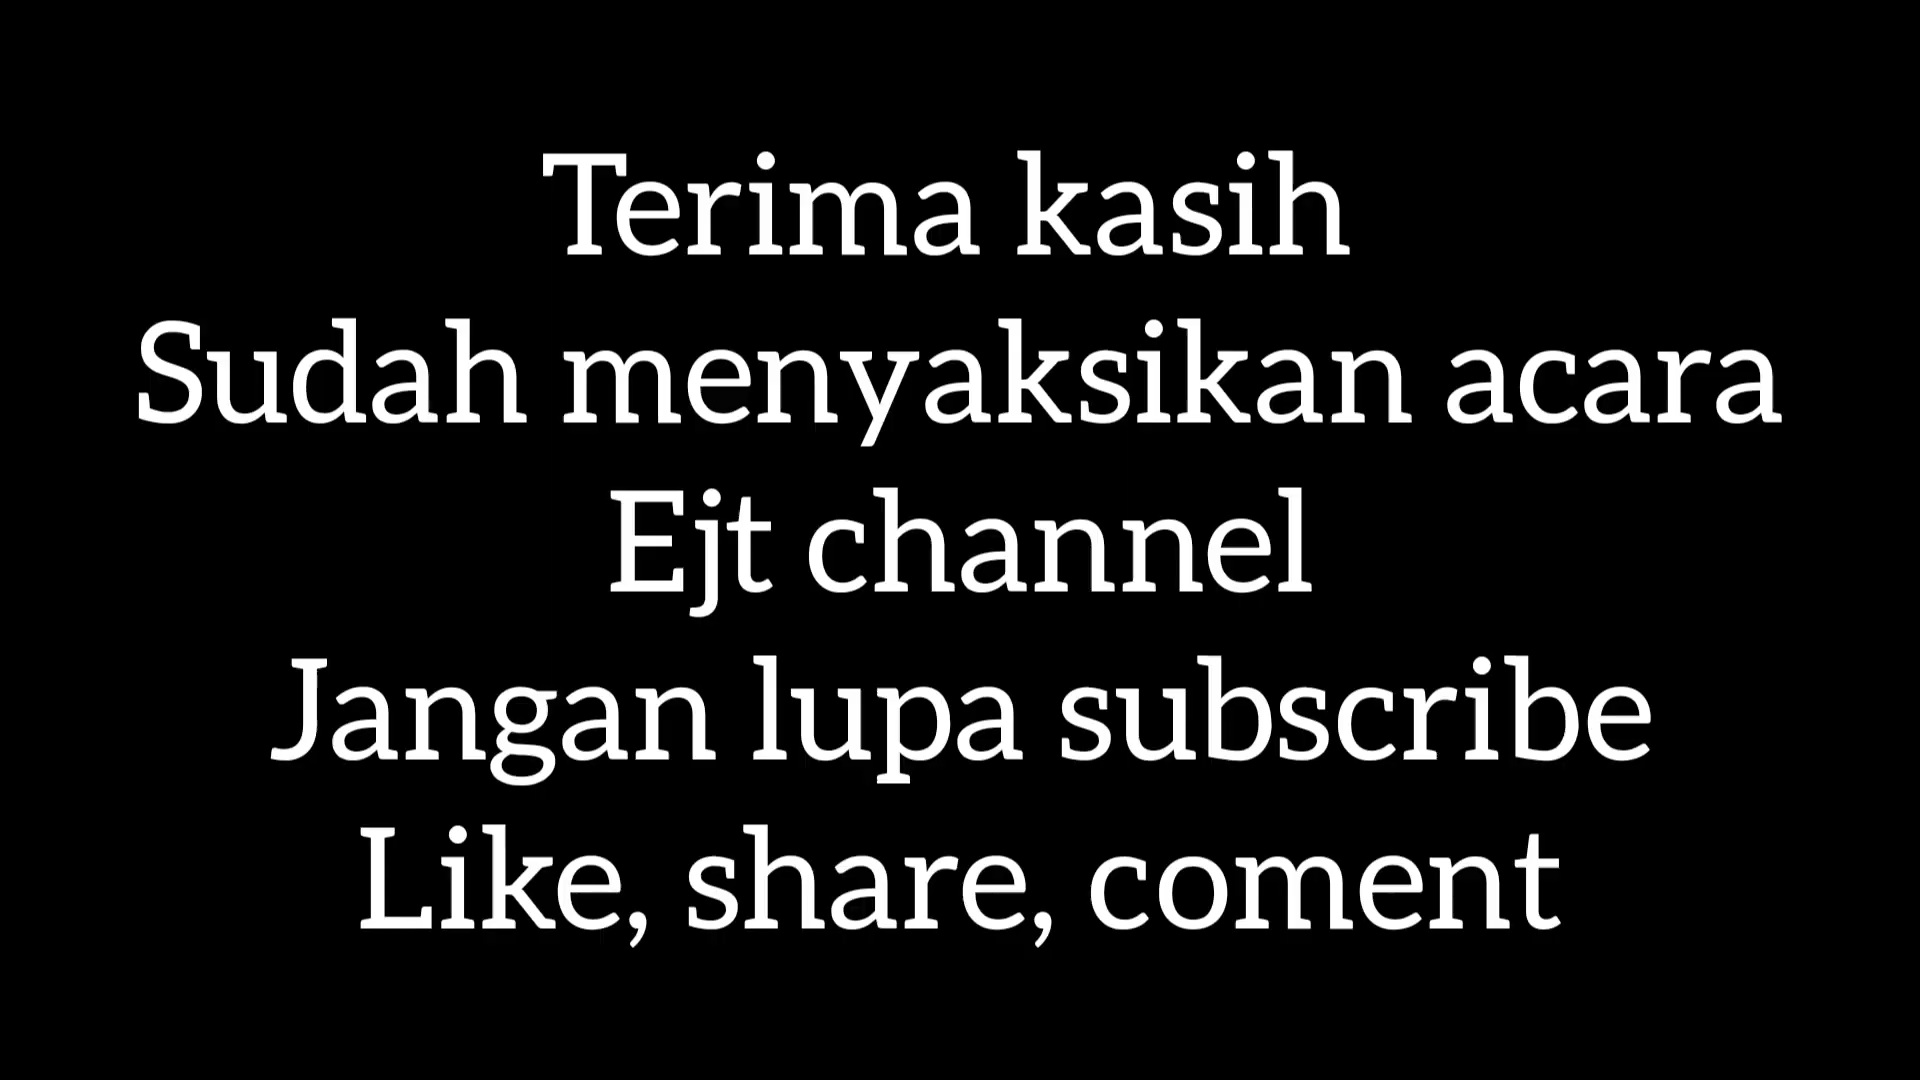 Terima kasih
Sudah menyaksikan acara
Ejt channel
Jangan lupa subscribe
Like, share, coment